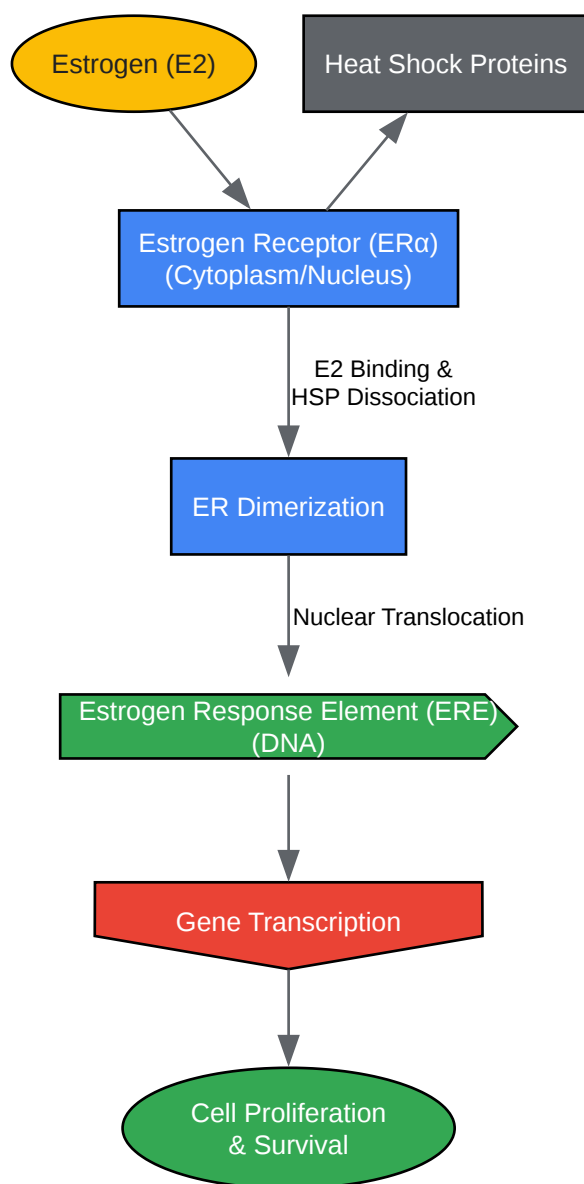 Estrogen (E2)
Heat Shock Proteins
Estrogen Receptor (ERα)
(Cytoplasm/Nucleus)
E2 Binding &
HSP Dissociation
ER Dimerization
Nuclear Translocation
Estrogen Response Element (ERE)
(DNA)
Gene Transcription
Cell Proliferation
& Survival